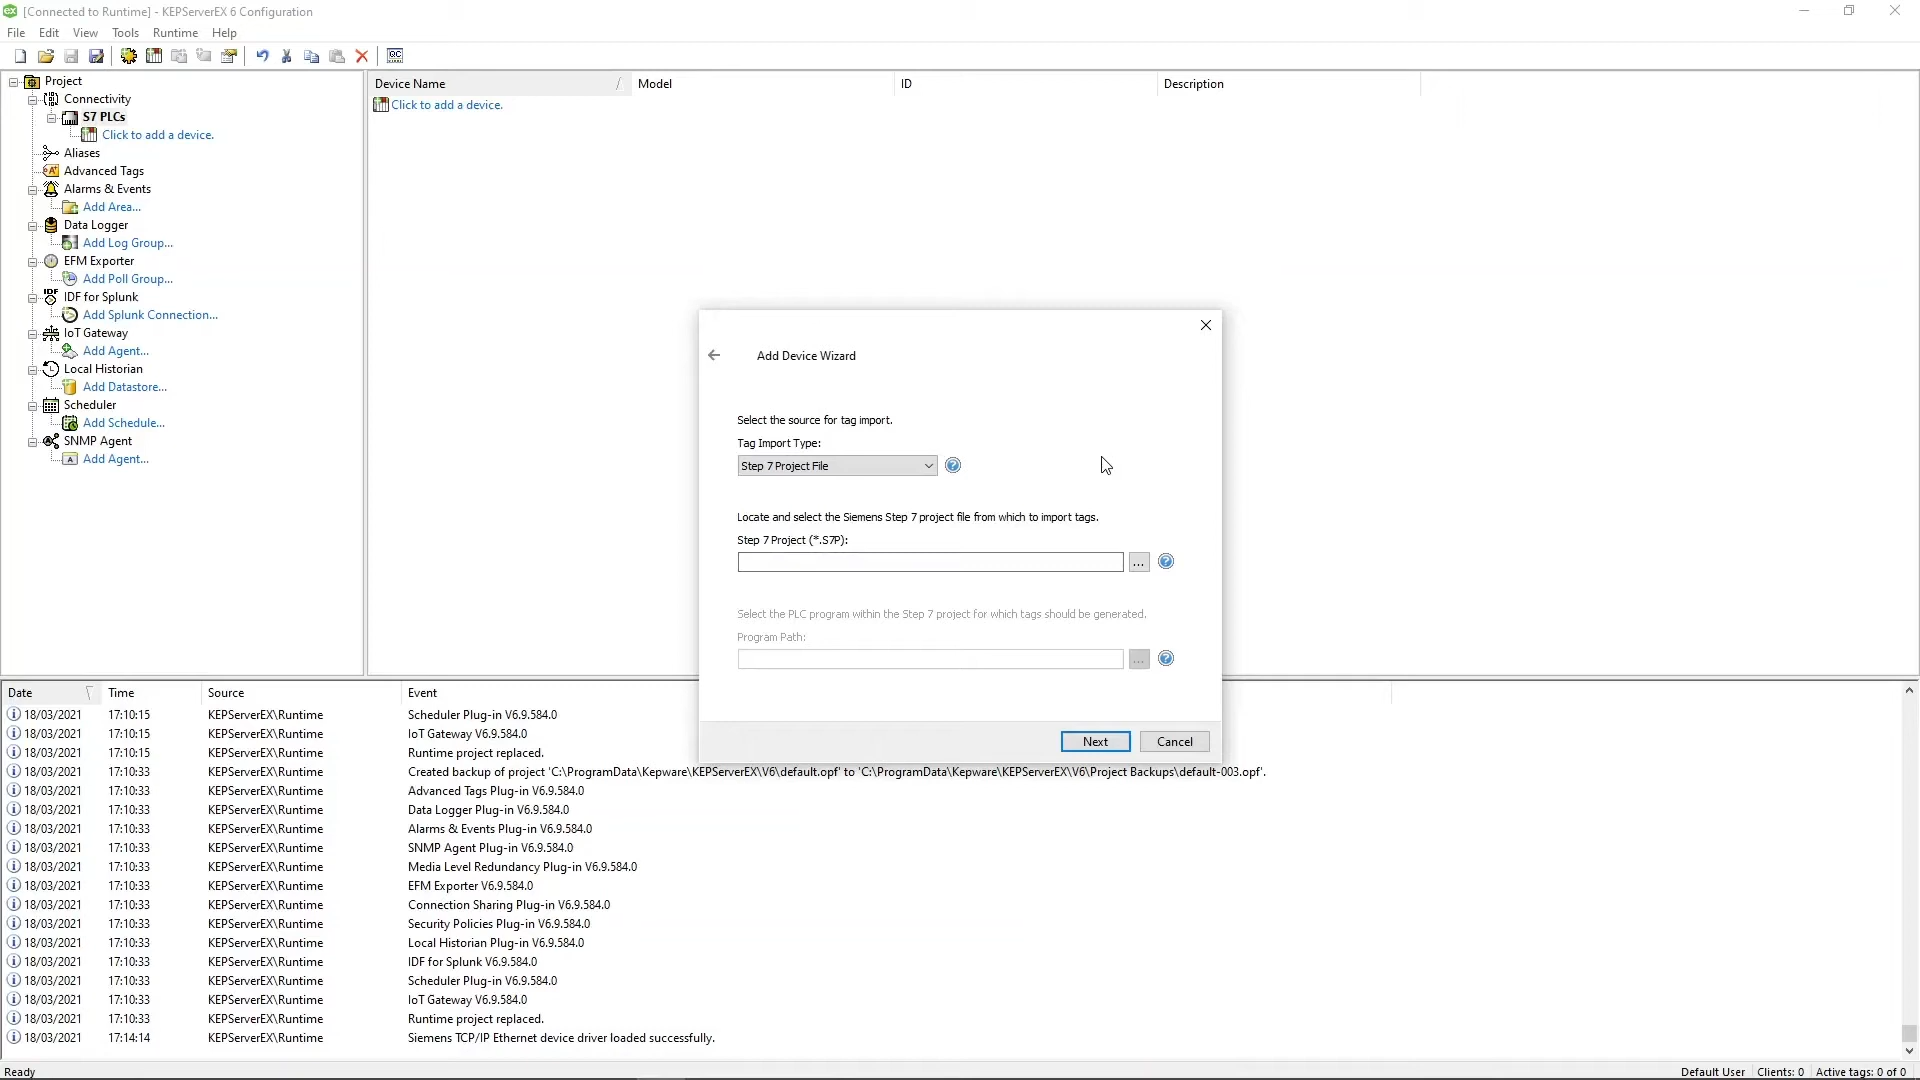 [Connected to Runtime] - KEPServerEX 6 Configuration
File Edit View Tools Runtime Help
Project
Connectivity
S7 PLCs
Click to add a device.
Aliases
Advanced Tags
Alarms & Events
Add Area...
Data Logger
Add Log Group...
EFM Exporter
Add Poll Group...
IDF for Splunk
Add Splunk Connection...
IoT Gateway
Add Agent...
Local Historian
Add Datastore...
Scheduler
Add Schedule...
SNMP Agent
Add Agent...
Device Name Model ID Description
Click to add a device.
Add Device Wizard
Select the source for tag import.
Tag Import Type:
Step 7 Project File
Locate and select the Siemens Step 7 project file from which to import tags.
Step 7 Project (*.S7P):
...
Select the PLC program within the Step 7 project for which tags should be generated.
Program Path:
...
Next Cancel
Date Time Source Event
18/03/2021 17:10:15 KEPServerEX\Runtime Scheduler Plug-in V6.9.584.0
18/03/2021 17:10:15 KEPServerEX\Runtime IoT Gateway V6.9.584.0
18/03/2021 17:10:15 KEPServerEX\Runtime Runtime project replaced.
18/03/2021 17:10:33 KEPServerEX\Runtime Created backup of project 'C:\ProgramData\Kepware\KEPServerEX\V6\default.opf' to 'C:\ProgramData\Kepware\KEPServerEX\V6\Project Backups\default-003.opf'.
18/03/2021 17:10:33 KEPServerEX\Runtime Advanced Tags Plug-in V6.9.584.0
18/03/2021 17:10:33 KEPServerEX\Runtime Data Logger Plug-in V6.9.584.0
18/03/2021 17:10:33 KEPServerEX\Runtime Alarms & Events Plug-in V6.9.584.0
18/03/2021 17:10:33 KEPServerEX\Runtime SNMP Agent Plug-in V6.9.584.0
18/03/2021 17:10:33 KEPServerEX\Runtime Media Level Redundancy Plug-in V6.9.584.0
18/03/2021 17:10:33 KEPServerEX\Runtime EFM Exporter V6.9.584.0
18/03/2021 17:10:33 KEPServerEX\Runtime Connection Sharing Plug-in V6.9.584.0
18/03/2021 17:10:33 KEPServerEX\Runtime Security Policies Plug-in V6.9.584.0
18/03/2021 17:10:33 KEPServerEX\Runtime Local Historian Plug-in V6.9.584.0
18/03/2021 17:10:33 KEPServerEX\Runtime IDF for Splunk V6.9.584.0
18/03/2021 17:10:33 KEPServerEX\Runtime Scheduler Plug-in V6.9.584.0
18/03/2021 17:10:33 KEPServerEX\Runtime IoT Gateway V6.9.584.0
18/03/2021 17:10:33 KEPServerEX\Runtime Runtime project replaced.
18/03/2021 17:14:14 KEPServerEX\Runtime Siemens TCP/IP Ethernet device driver loaded successfully.
Ready Default User Clients: 0 Active tags: 0 of 0